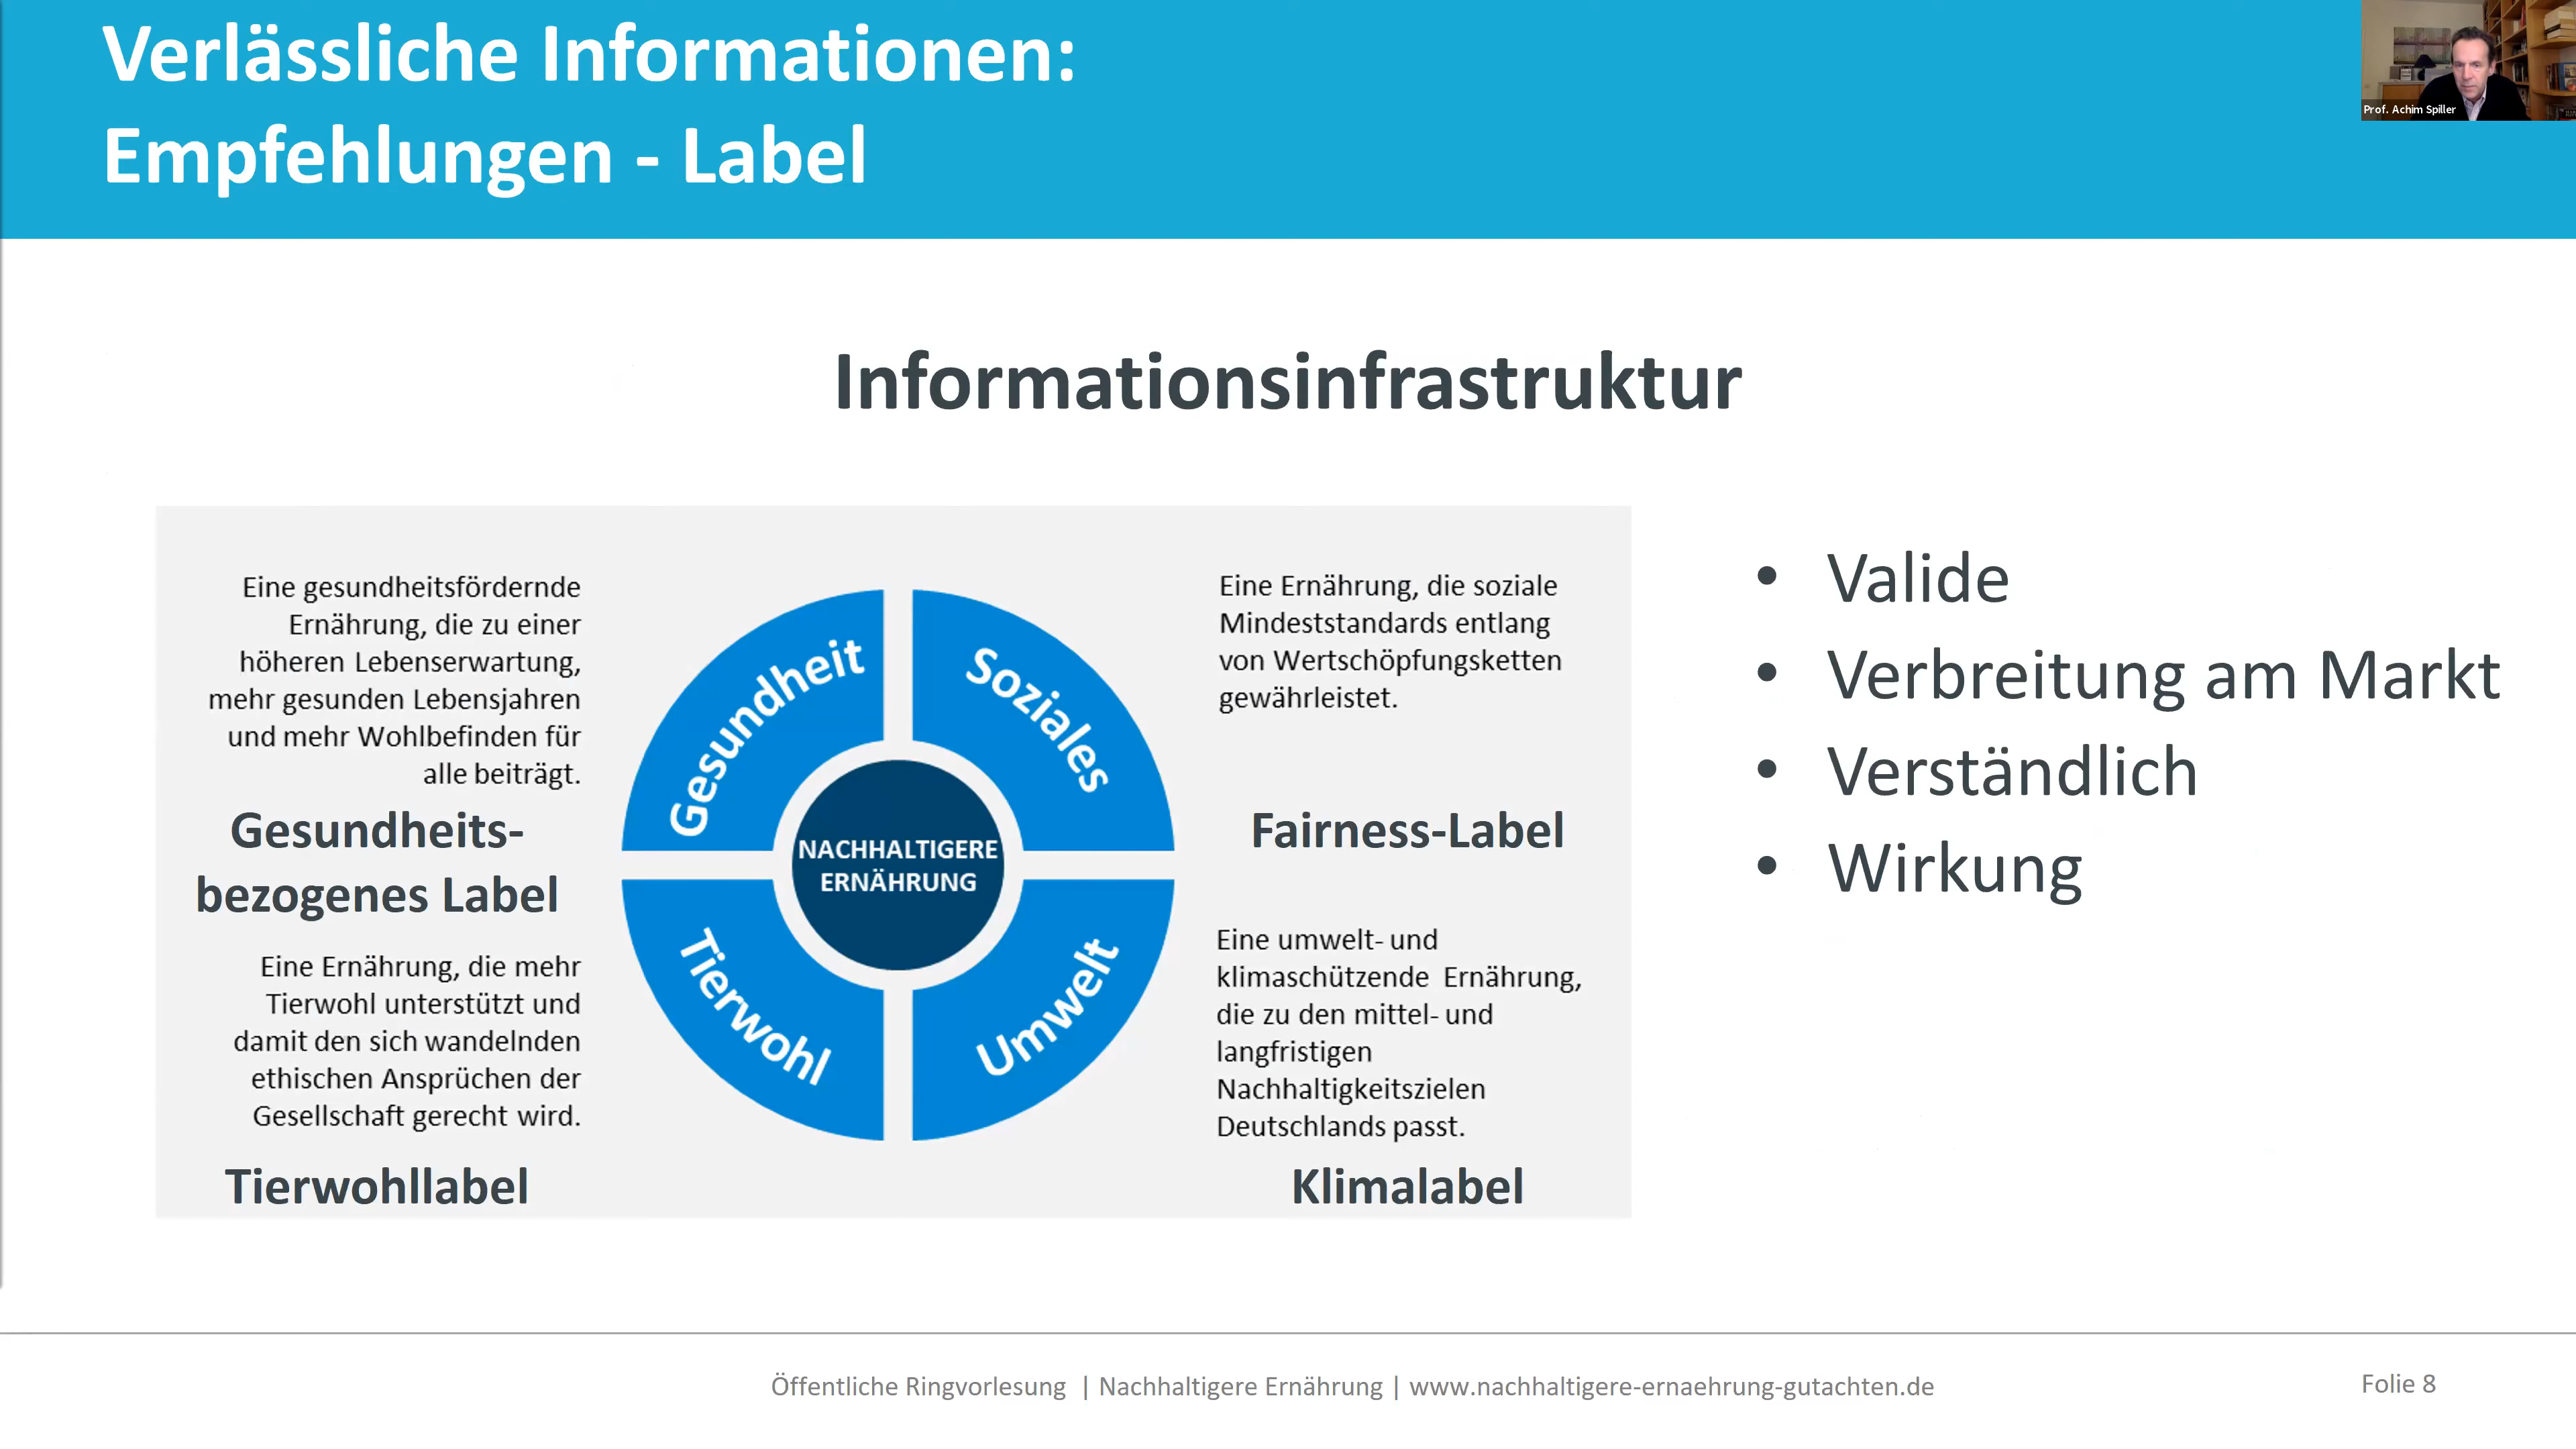 Verlässliche Informationen:
Empfehlungen - Label
Prof. Achim Spiller
Informationsinfrastruktur
Eine gesundheitsfördernde
Ernährung, die zu einer
höheren Lebenserwartung,
mehr gesunden Lebensjahren
und mehr Wohlbefinden für
alle beiträgt.
Gesundheits-
bezogenes Label
Eine Ernährung, die mehr
Tierwohl unterstützt und
damit den sich wandelnden
ethischen Ansprüchen der
Gesellschaft gerecht wird.
Tierwohllabel
Gesundheit
Soziales
NACHHALTIGERE
ERNÄHRUNG
Tierwohl
Umwelt
Eine Ernährung, die soziale
Mindeststandards entlang
von Wertschöpfungsketten
gewährleistet.
Fairness-Label
Eine umwelt- und
klimaschützende Ernährung,
die zu den mittel- und
langfristigen
Nachhaltigkeitszielen
Deutschlands passt.
Klimalabel
• Valide
• Verbreitung am Markt
• Verständlich
• Wirkung
Öffentliche Ringvorlesung | Nachhaltigere Ernährung | www.nachhaltigere-ernaehrung-gutachten.de
Folie 8